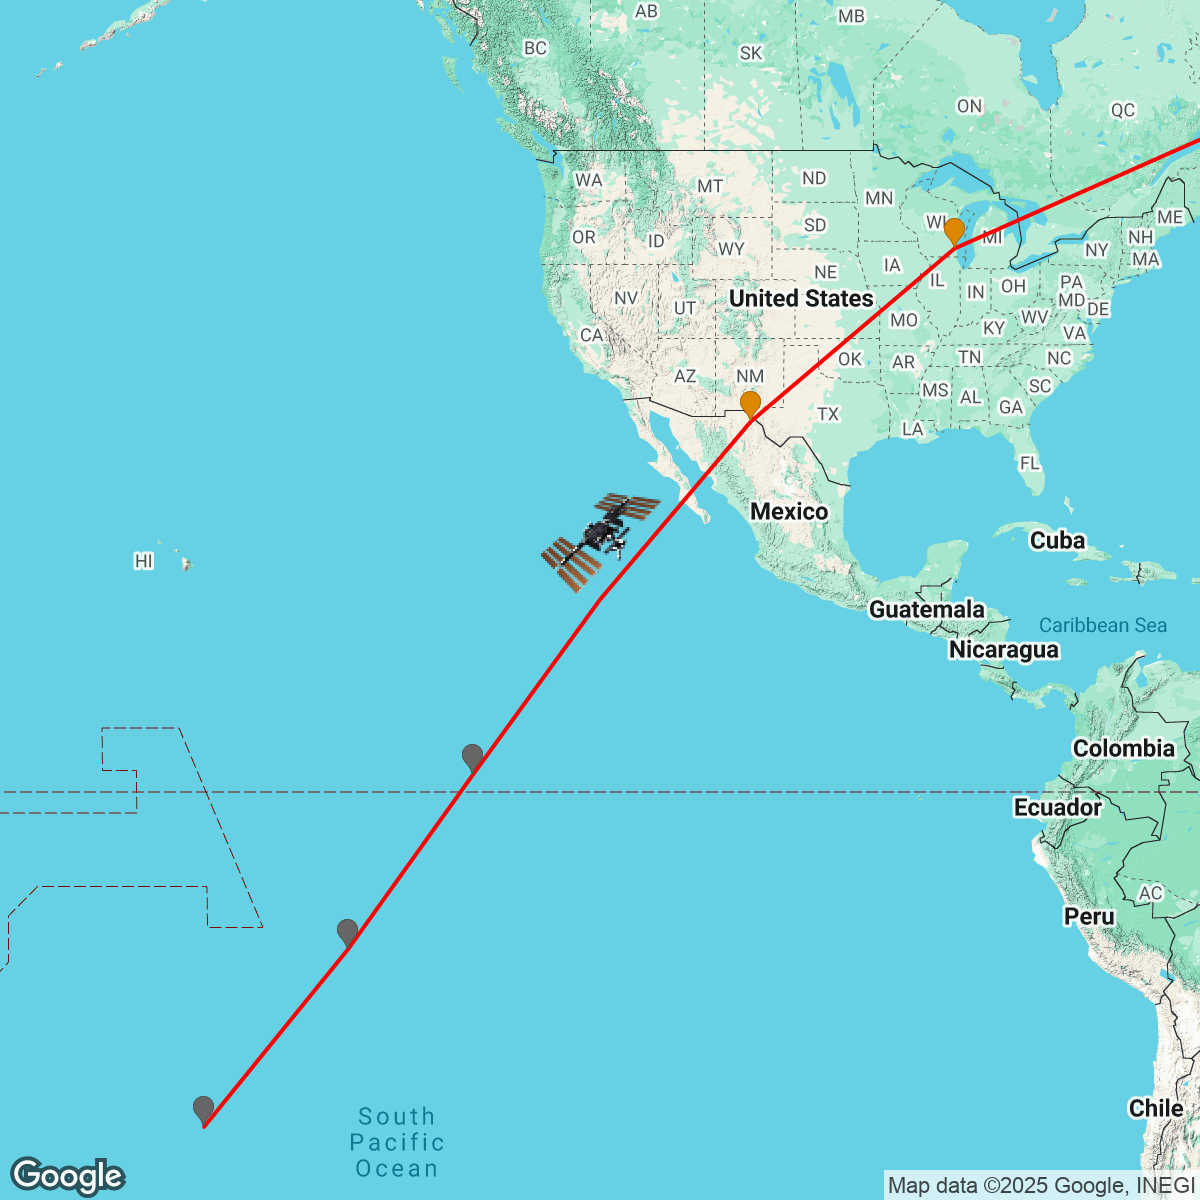 AB
MB
BC
SK
ON
QC
WA
MT
ND
MN
WI
MI
ME
OR
ID
WY
SD
NH
NY
MA
IA
NE
IL
IN
OH
PA
MD
DE
NV
UT
United States
MO
WV
KY
VA
CA
OK
AR
TN
NC
AZ
NM
MS
AL
SC
GA
TX
LA
FL
Mexico
Cuba
HI
Guatemala
Caribbean Sea
Nicaragua
Colombia
Ecuador
AC
Peru
Chile
South
Pacific
Ocean
Google
Map data ©2025 Google, INEGI